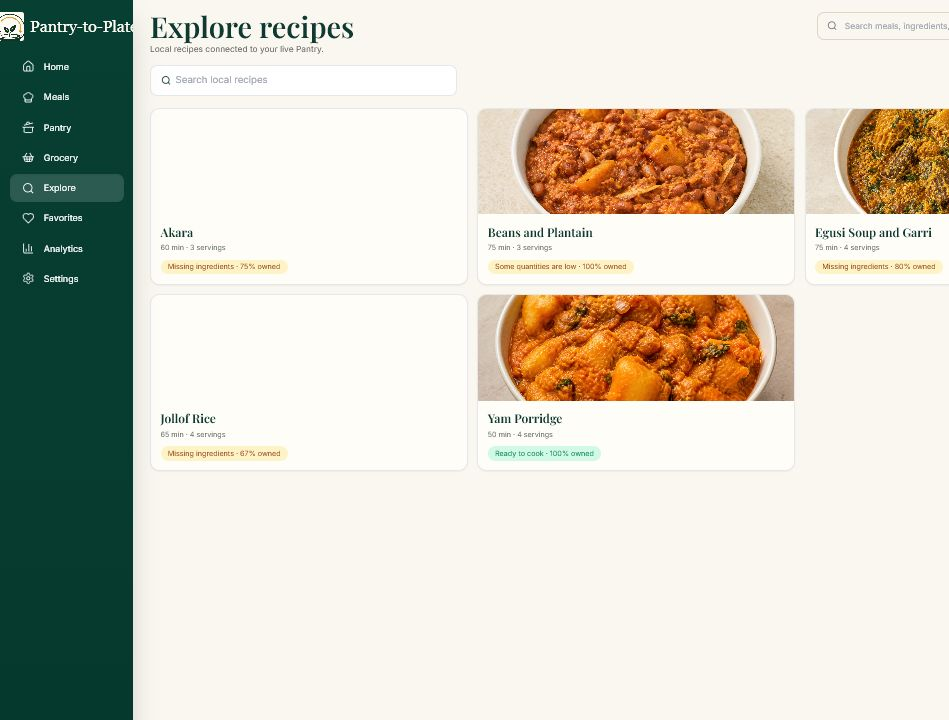 Pantry-to-Plate
Home
Meals
Pantry
Grocery
Explore
Favorites
Analytics
Settings
Explore recipes
Local recipes connected to your live Pantry.
Search meals, ingredients,
Search local recipes
Akara
60 min · 3 servings
Missing ingredients · 75% owned
Beans and Plantain
75 min · 3 servings
Some quantities are low · 100% owned
Egusi Soup and Garri
75 min · 4 servings
Missing ingredients · 80% owned
Jollof Rice
65 min · 4 servings
Missing ingredients · 67% owned
Yam Porridge
50 min · 4 servings
Ready to cook · 100% owned